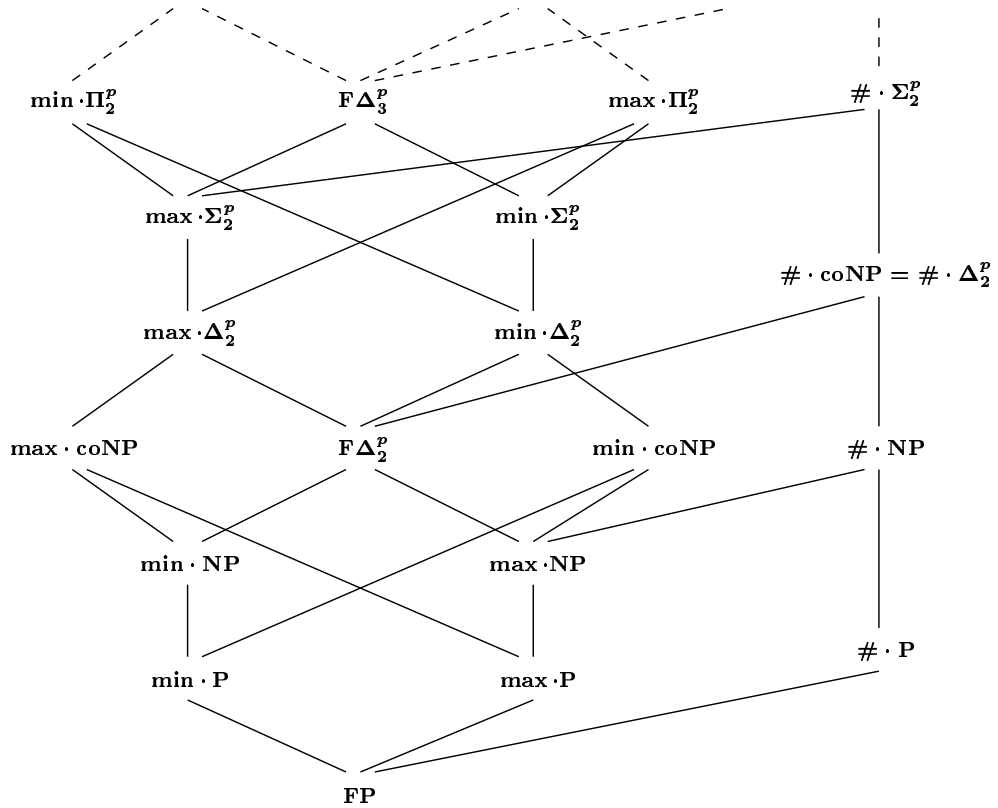 min ·Π₂ᵖ FΔ₃ᵖ max ·Π₂ᵖ # · Σ₂ᵖ
max ·Σ₂ᵖ min ·Σ₂ᵖ
# · coNP = # · Δ₂ᵖ
max ·Δ₂ᵖ min ·Δ₂ᵖ
max · coNP FΔ₂ᵖ min · coNP # · NP
min · NP max ·NP
# · P
min · P max ·P
FP